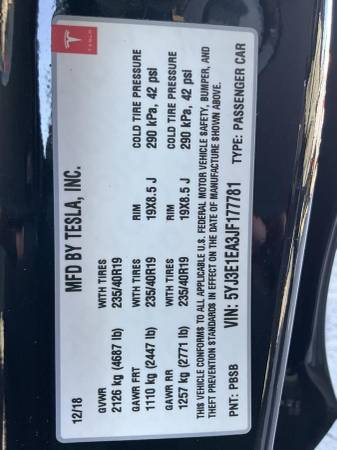 TESLA
MFD BY TESLA, INC.
12/18
GVWR WITH TIRES RIM COLD TIRE PRESSURE
2126 kg (4687 lb) 235/40R19 19X8.5 J 290 kPa, 42 psi
GAWR FRT WITH TIRES RIM COLD TIRE PRESSURE
1110 kg (2447 lb) 235/40R19 19X8.5 J 290 kPa, 42 psi
GAWR RR
1257 kg (2771 lb) 235/40R19
THIS VEHICLE CONFORMS TO ALL APPLICABLE U.S. FEDERAL MOTOR VEHICLE SAFETY, BUMPER, AND
THEFT PREVENTION STANDARDS IN EFFECT ON THE DATE OF MANUFACTURE SHOWN ABOVE.
PNT: PBSB VIN: 5YJ3E1EA3JF177781 TYPE: PASSENGER CAR